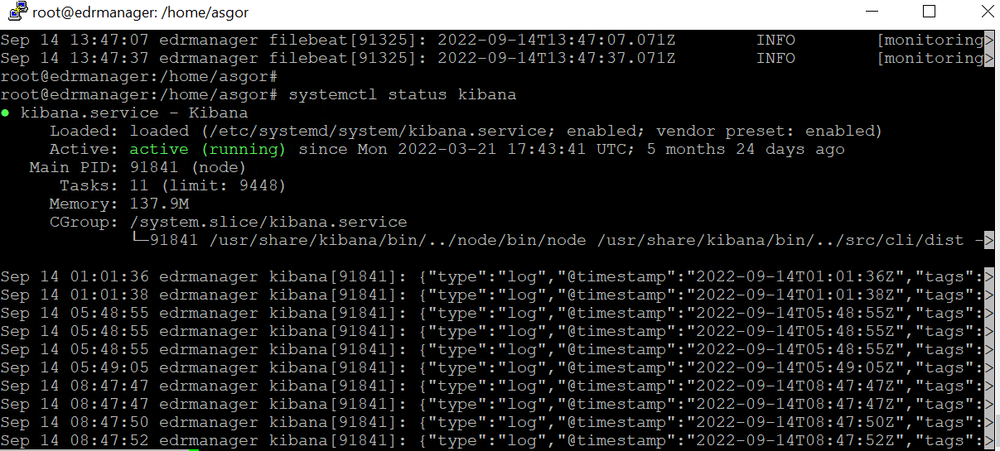 root@edrmanager: /home/asgor
Sep 14 13:47:07 edrmanager filebeat[91325]: 2022-09-14T13:47:07.071Z        INFO        [monitoring>
Sep 14 13:47:37 edrmanager filebeat[91325]: 2022-09-14T13:47:37.071Z        INFO        [monitoring>
root@edrmanager:/home/asgor#
root@edrmanager:/home/asgor# systemctl status kibana
● kibana.service - Kibana
     Loaded: loaded (/etc/systemd/system/kibana.service; enabled; vendor preset: enabled)
     Active: active (running) since Mon 2022-03-21 17:43:41 UTC; 5 months 24 days ago
   Main PID: 91841 (node)
      Tasks: 11 (limit: 9448)
     Memory: 137.9M
     CGroup: /system.slice/kibana.service
             └─91841 /usr/share/kibana/bin/../node/bin/node /usr/share/kibana/bin/../src/cli/dist ->
Sep 14 01:01:36 edrmanager kibana[91841]: {"type":"log","@timestamp":"2022-09-14T01:01:36Z","tags":>
Sep 14 01:01:38 edrmanager kibana[91841]: {"type":"log","@timestamp":"2022-09-14T01:01:38Z","tags":>
Sep 14 05:48:55 edrmanager kibana[91841]: {"type":"log","@timestamp":"2022-09-14T05:48:55Z","tags":>
Sep 14 05:48:55 edrmanager kibana[91841]: {"type":"log","@timestamp":"2022-09-14T05:48:55Z","tags":>
Sep 14 05:48:55 edrmanager kibana[91841]: {"type":"log","@timestamp":"2022-09-14T05:48:55Z","tags":>
Sep 14 05:49:05 edrmanager kibana[91841]: {"type":"log","@timestamp":"2022-09-14T05:49:05Z","tags":>
Sep 14 08:47:47 edrmanager kibana[91841]: {"type":"log","@timestamp":"2022-09-14T08:47:47Z","tags":>
Sep 14 08:47:47 edrmanager kibana[91841]: {"type":"log","@timestamp":"2022-09-14T08:47:47Z","tags":>
Sep 14 08:47:50 edrmanager kibana[91841]: {"type":"log","@timestamp":"2022-09-14T08:47:50Z","tags":>
Sep 14 08:47:52 edrmanager kibana[91841]: {"type":"log","@timestamp":"2022-09-14T08:47:52Z","tags":>